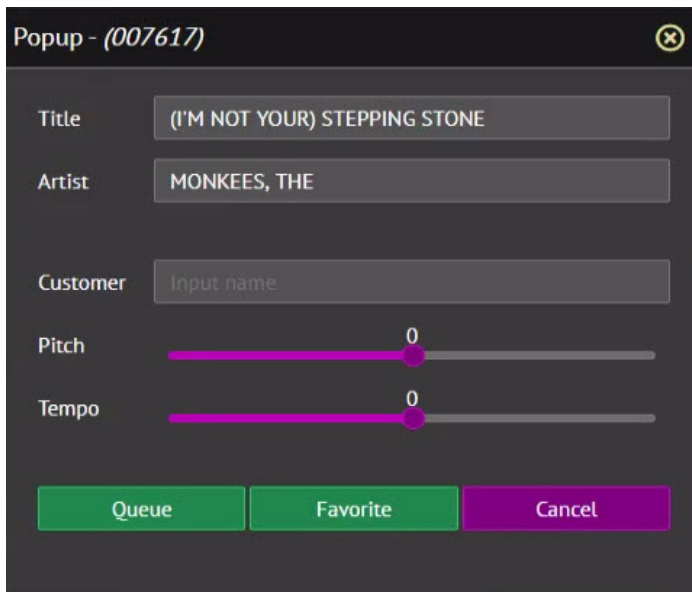 Popup - (007617)
Title (I'M NOT YOUR) STEPPING STONE
Artist MONKEES, THE
Customer Input name
Pitch 0
Tempo 0
Queue Favorite Cancel